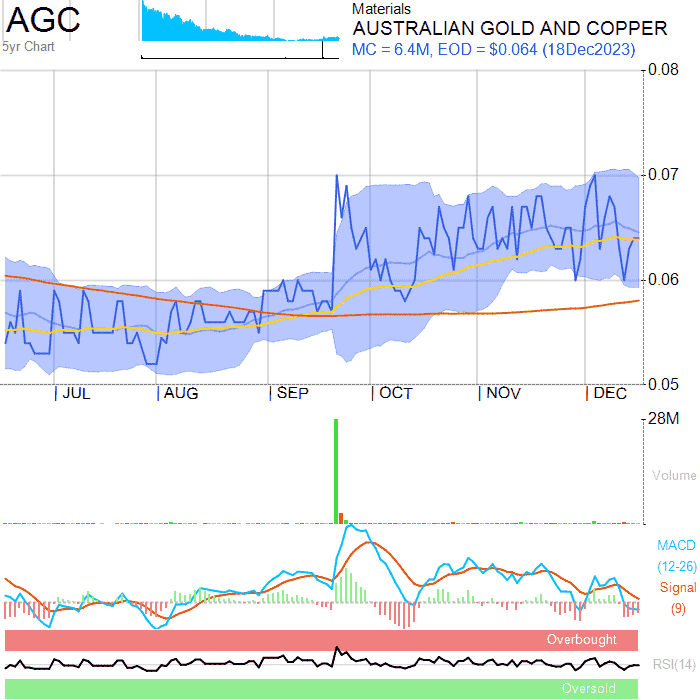 AGC
5yr Chart
Materials
AUSTRALIAN GOLD AND COPPER
MC = 6.4M, EOD = $0.064 (18Dec2023)
0.08
0.07
0.06
0.05
JUL AUG SEP OCT NOV DEC
28M
Volume
MACD
(12-26)
Signal
(9)
Overbought
RSI(14)
Oversold